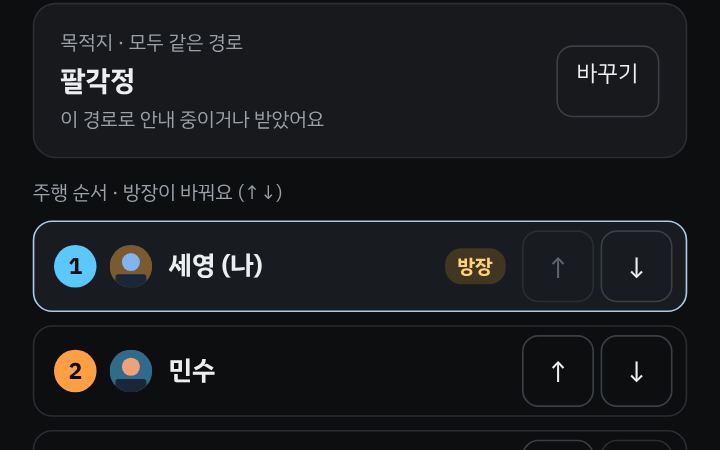 목적지 · 모두 같은 경로
팔각정
이 경로로 안내 중이거나 받았어요
바꾸기
주행 순서 · 방장이 바꿔요 (↑↓)
1 세영 (나) 방장 ↑ ↓
2 민수 ↑ ↓